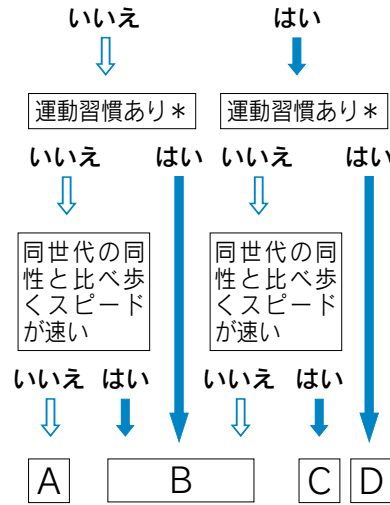 いいえ はい
運動習慣あり＊ 運動習慣あり＊
いいえ はい いいえ はい
同世代の同 同世代の同
性と比べ歩 性と比べ歩
くスピード くスピード
が速い が速い
いいえ はい いいえ はい
A B C D